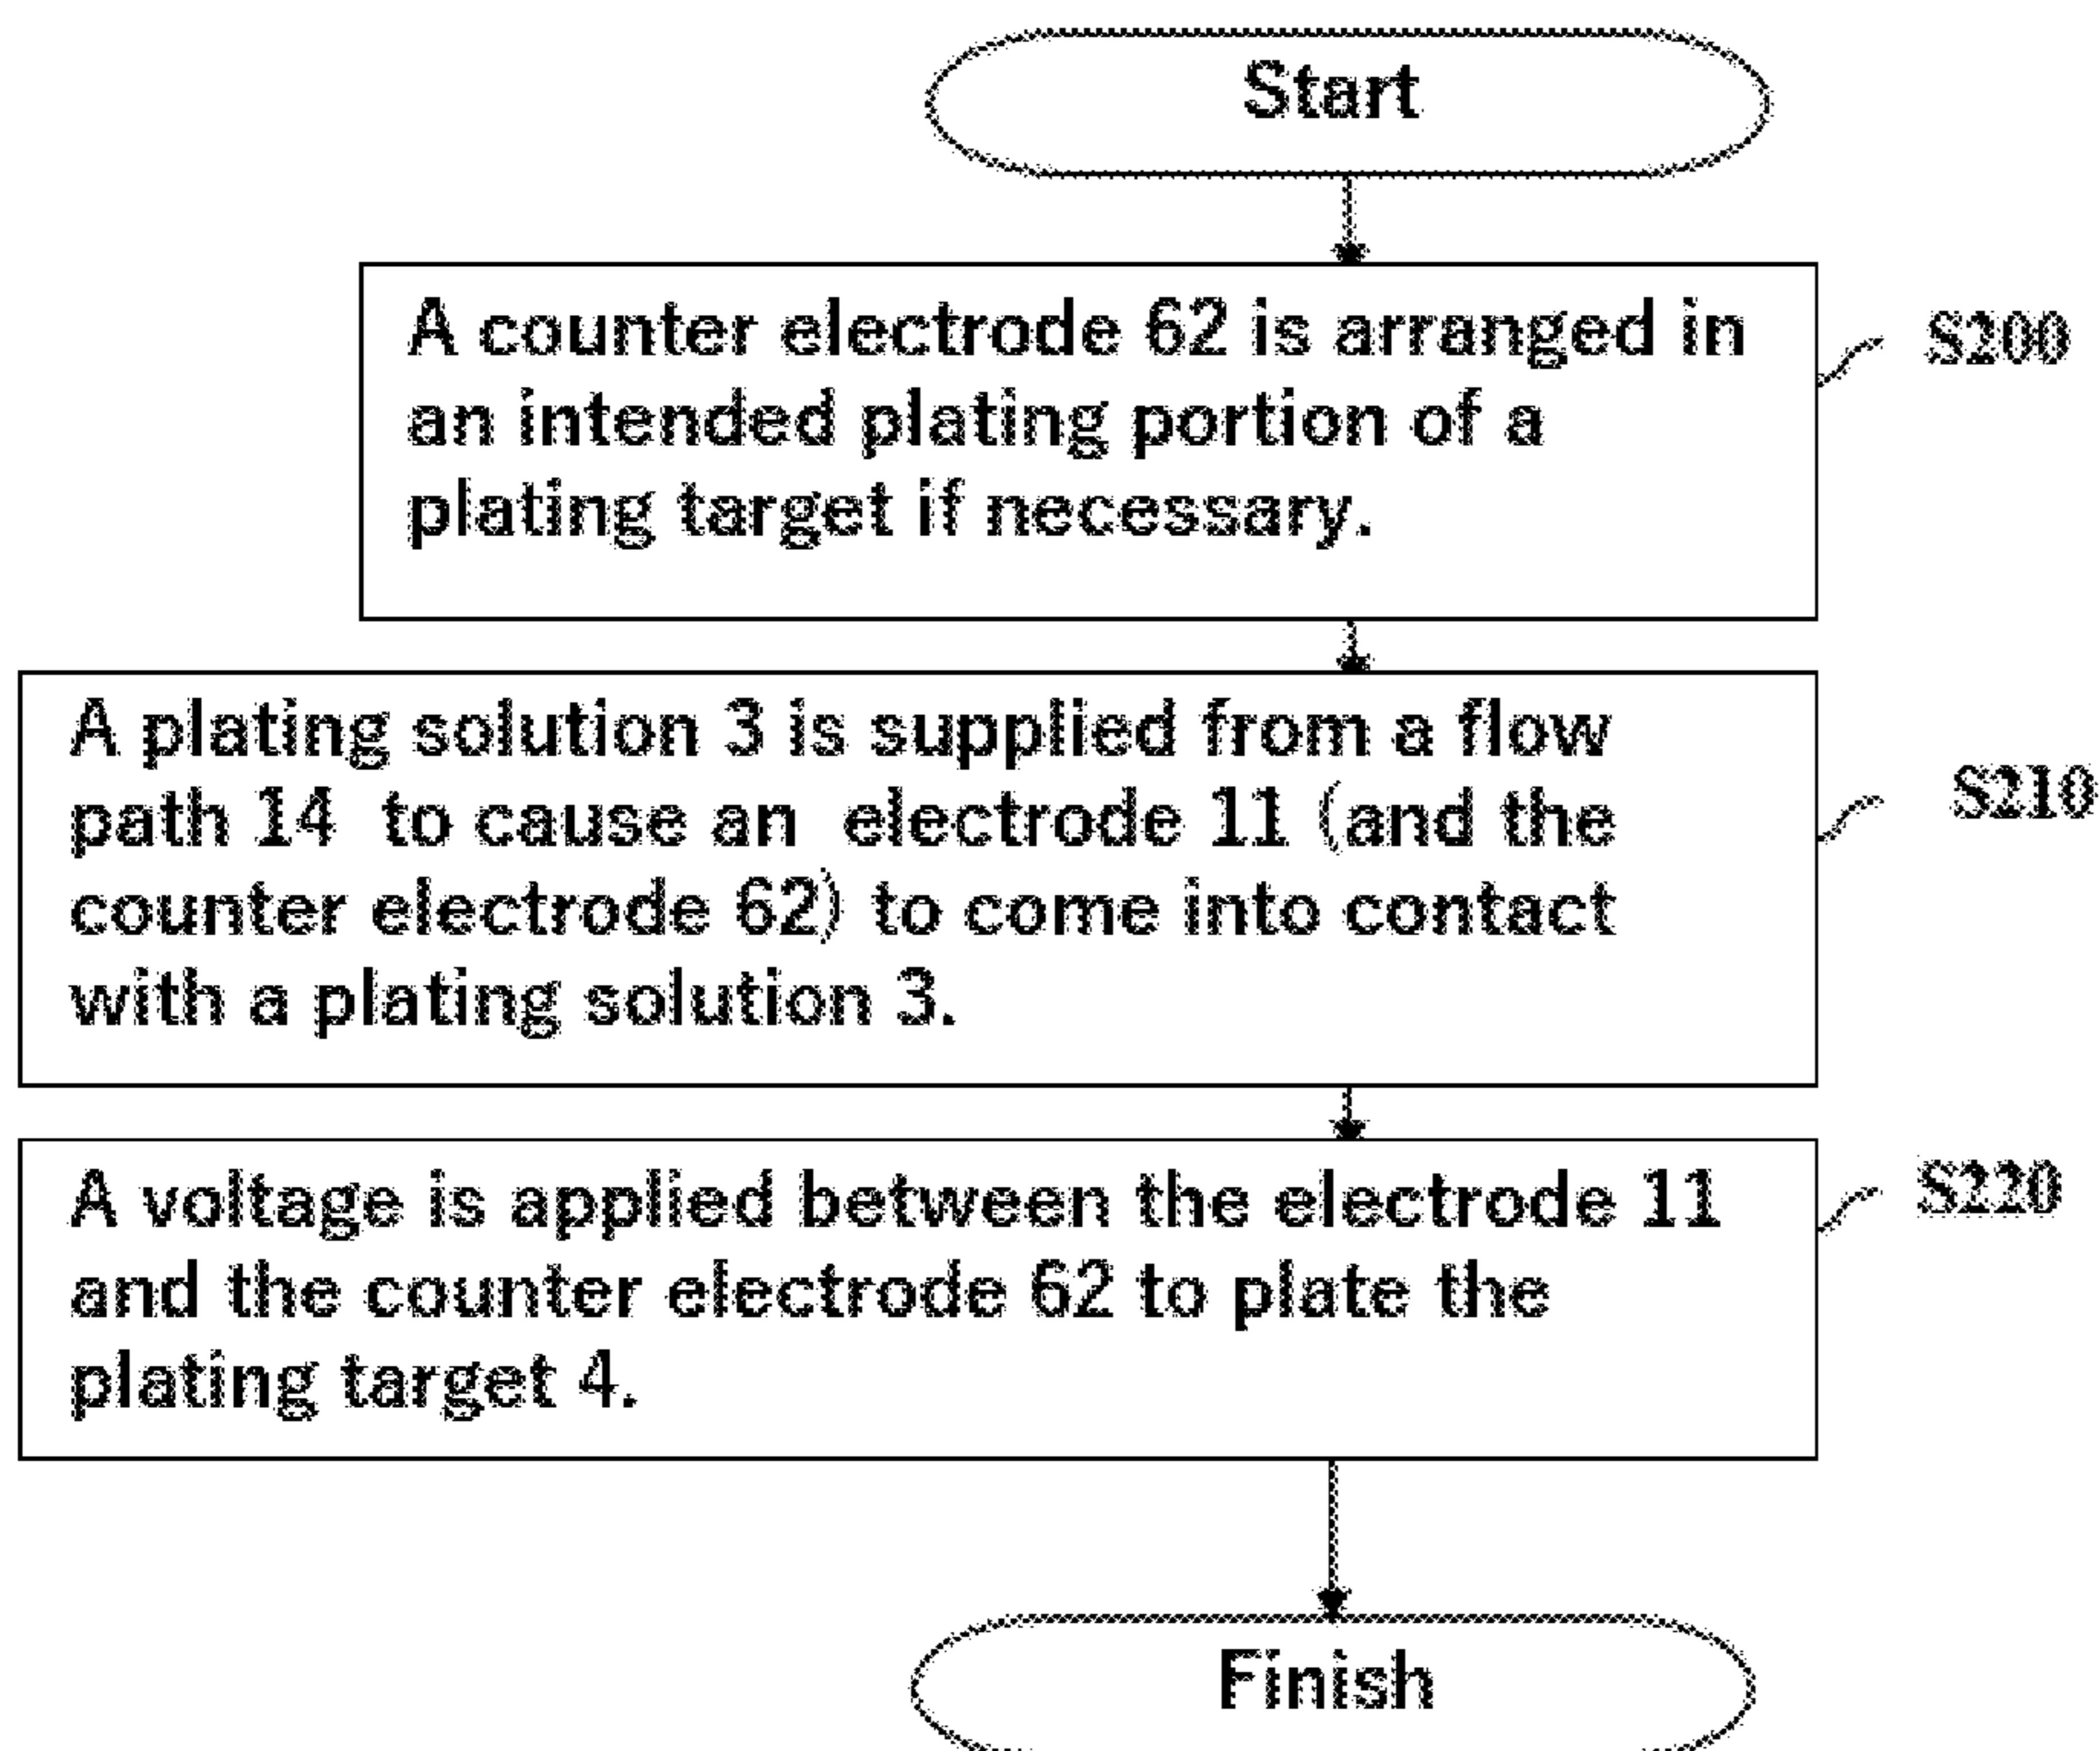 Start
A counter electrode 62 is arranged in
an intended plating portion of a
plating target if necessary.
S200
A plating solution 3 is supplied from a flow
path 14 to cause an electrode 11 (and the
counter electrode 62) to come into contact
with a plating solution 3.
S210
A voltage is applied between the electrode 11
and the counter electrode 62 to plate the
plating target 4.
S220
Finish